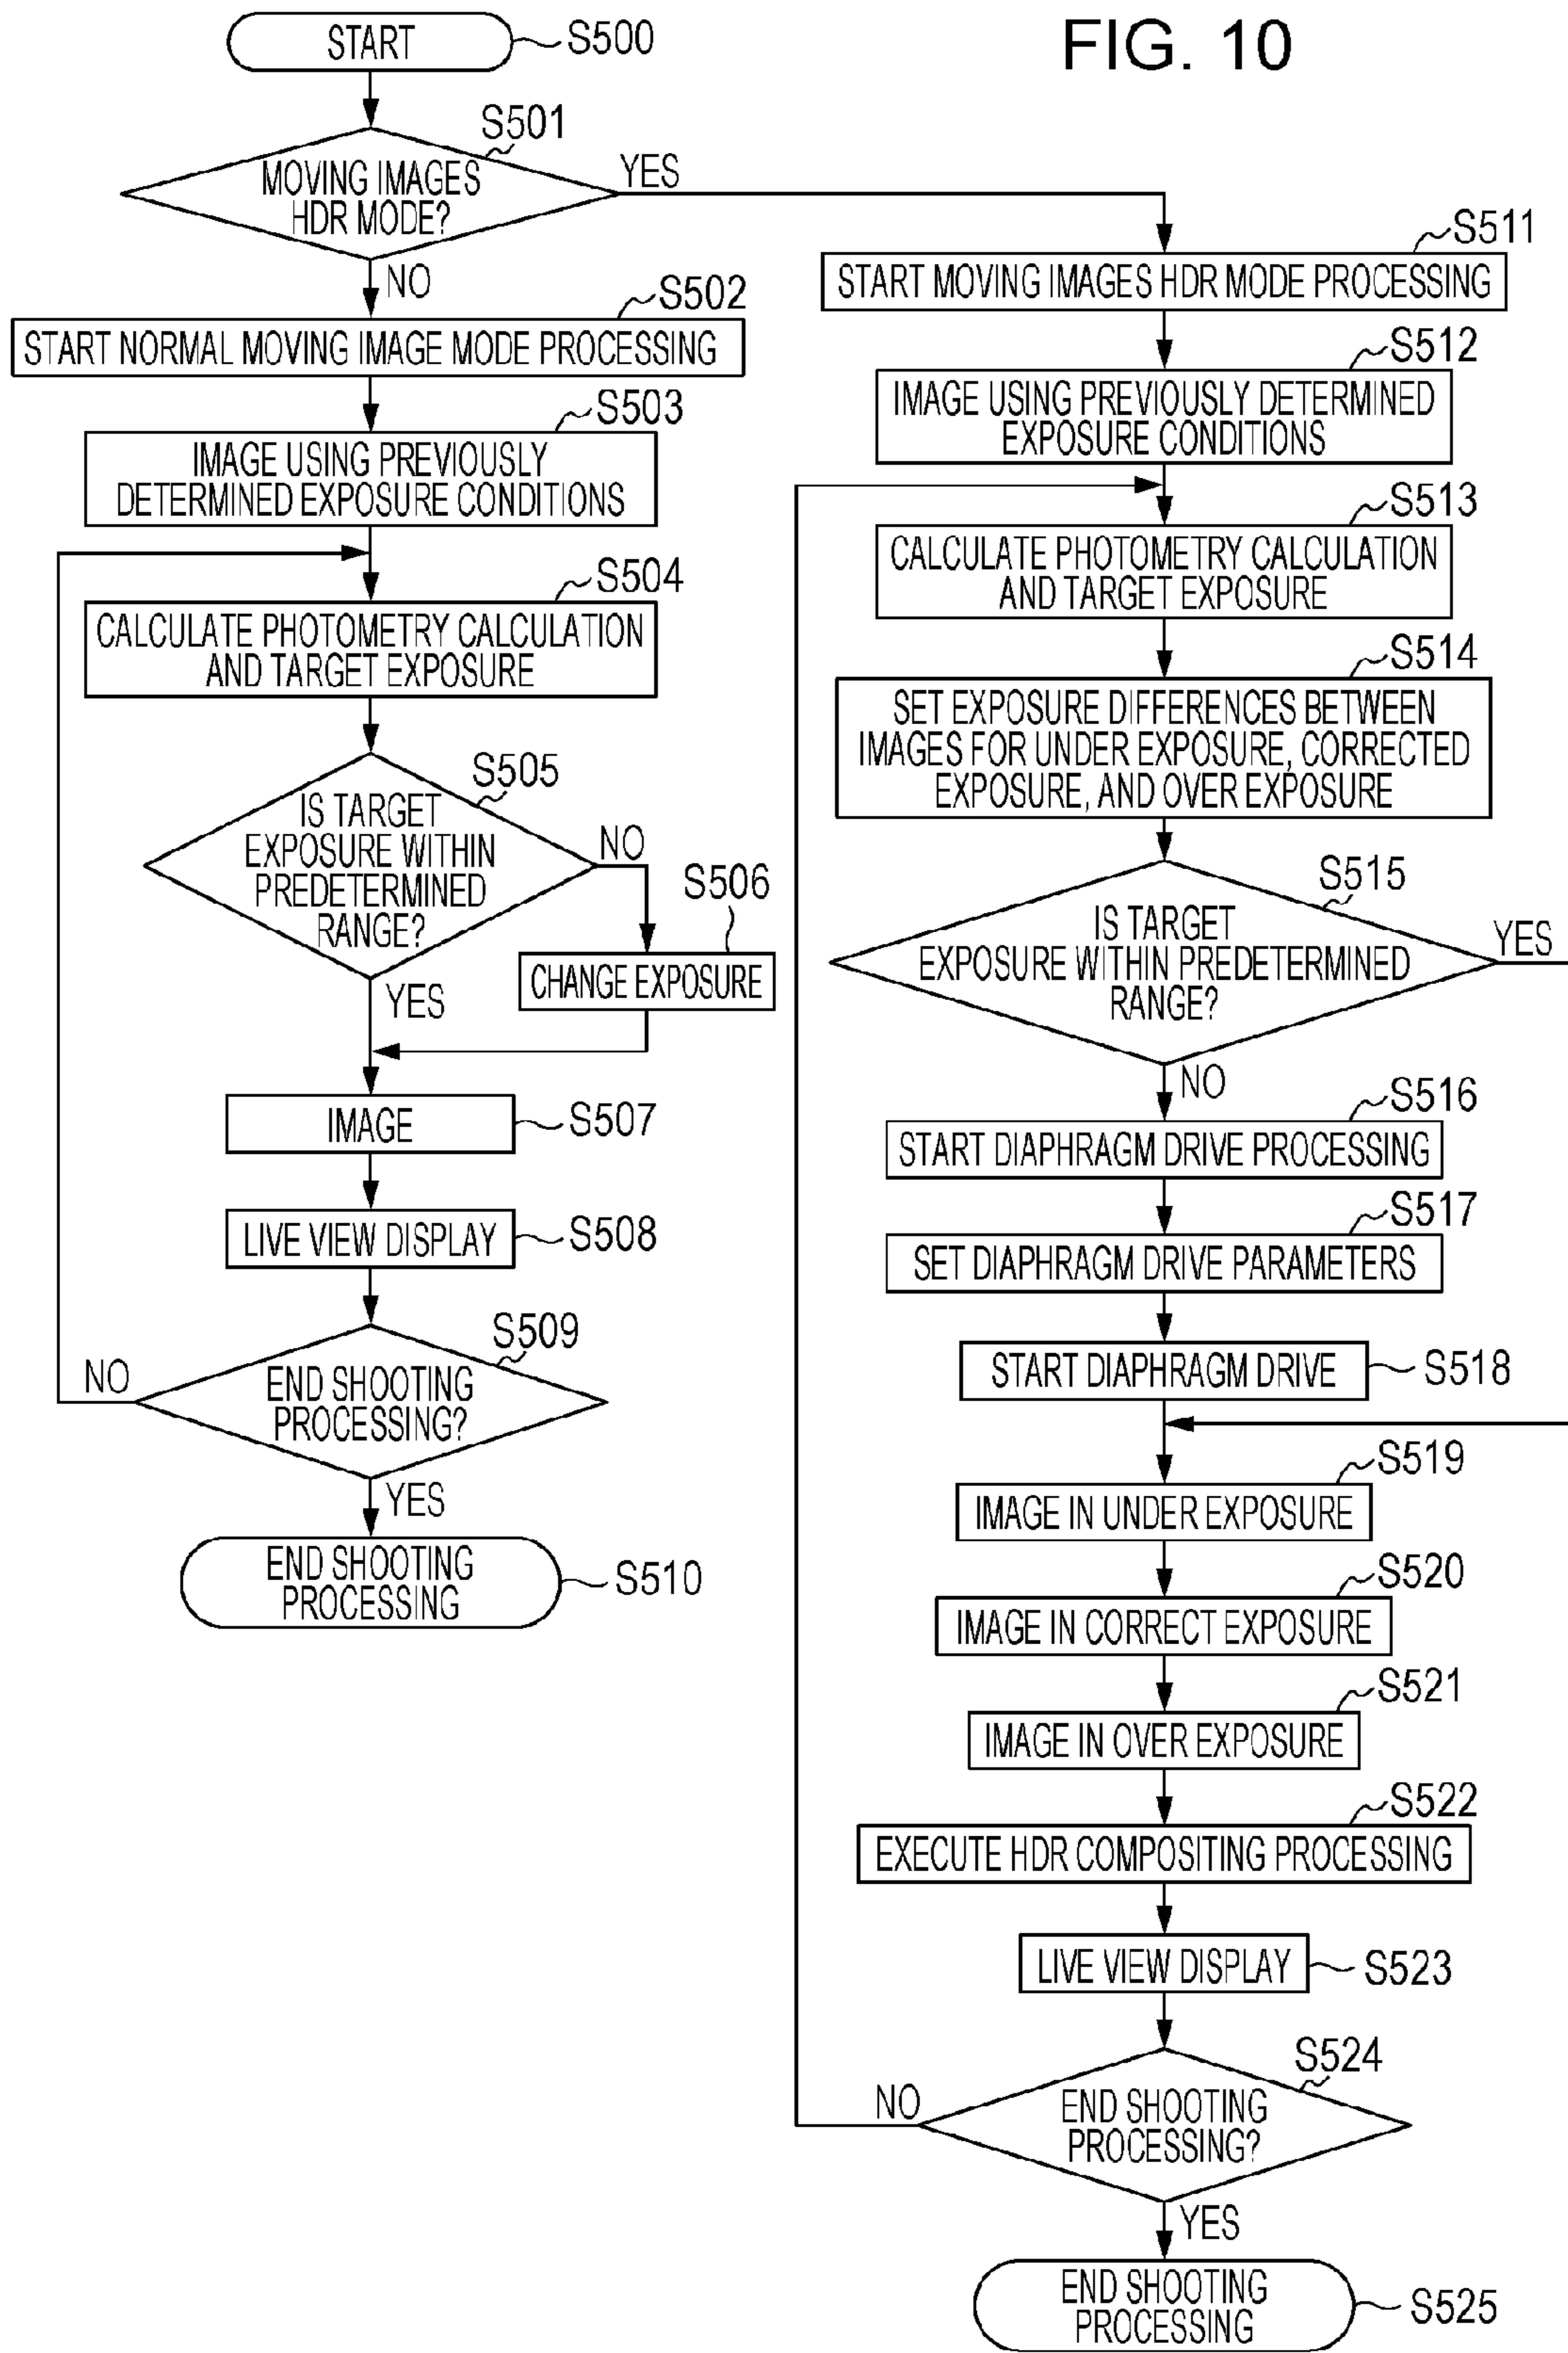 FIG. 10
START
S500
S501
MOVING IMAGES
HDR MODE?
YES
NO
S502
START NORMAL MOVING IMAGE MODE PROCESSING
S503
IMAGE USING PREVIOUSLY
DETERMINED EXPOSURE CONDITIONS
S504
CALCULATE PHOTOMETRY CALCULATION
AND TARGET EXPOSURE
S505
IS TARGET
EXPOSURE WITHIN
PREDETERMINED
RANGE?
NO
S506
CHANGE EXPOSURE
YES
IMAGE
S507
LIVE VIEW DISPLAY
S508
S509
END SHOOTING
PROCESSING?
NO
YES
END SHOOTING
PROCESSING
S510
S511
START MOVING IMAGES HDR MODE PROCESSING
S512
IMAGE USING PREVIOUSLY DETERMINED
EXPOSURE CONDITIONS
S513
CALCULATE PHOTOMETRY CALCULATION
AND TARGET EXPOSURE
S514
SET EXPOSURE DIFFERENCES BETWEEN
IMAGES FOR UNDER EXPOSURE, CORRECTED
EXPOSURE, AND OVER EXPOSURE
S515
IS TARGET
EXPOSURE WITHIN PREDETERMINED
RANGE?
YES
NO
S516
START DIAPHRAGM DRIVE PROCESSING
S517
SET DIAPHRAGM DRIVE PARAMETERS
START DIAPHRAGM DRIVE
S518
S519
IMAGE IN UNDER EXPOSURE
S520
IMAGE IN CORRECT EXPOSURE
S521
IMAGE IN OVER EXPOSURE
S522
EXECUTE HDR COMPOSITING PROCESSING
LIVE VIEW DISPLAY
S523
S524
END SHOOTING
PROCESSING?
NO
YES
END SHOOTING
PROCESSING
S525